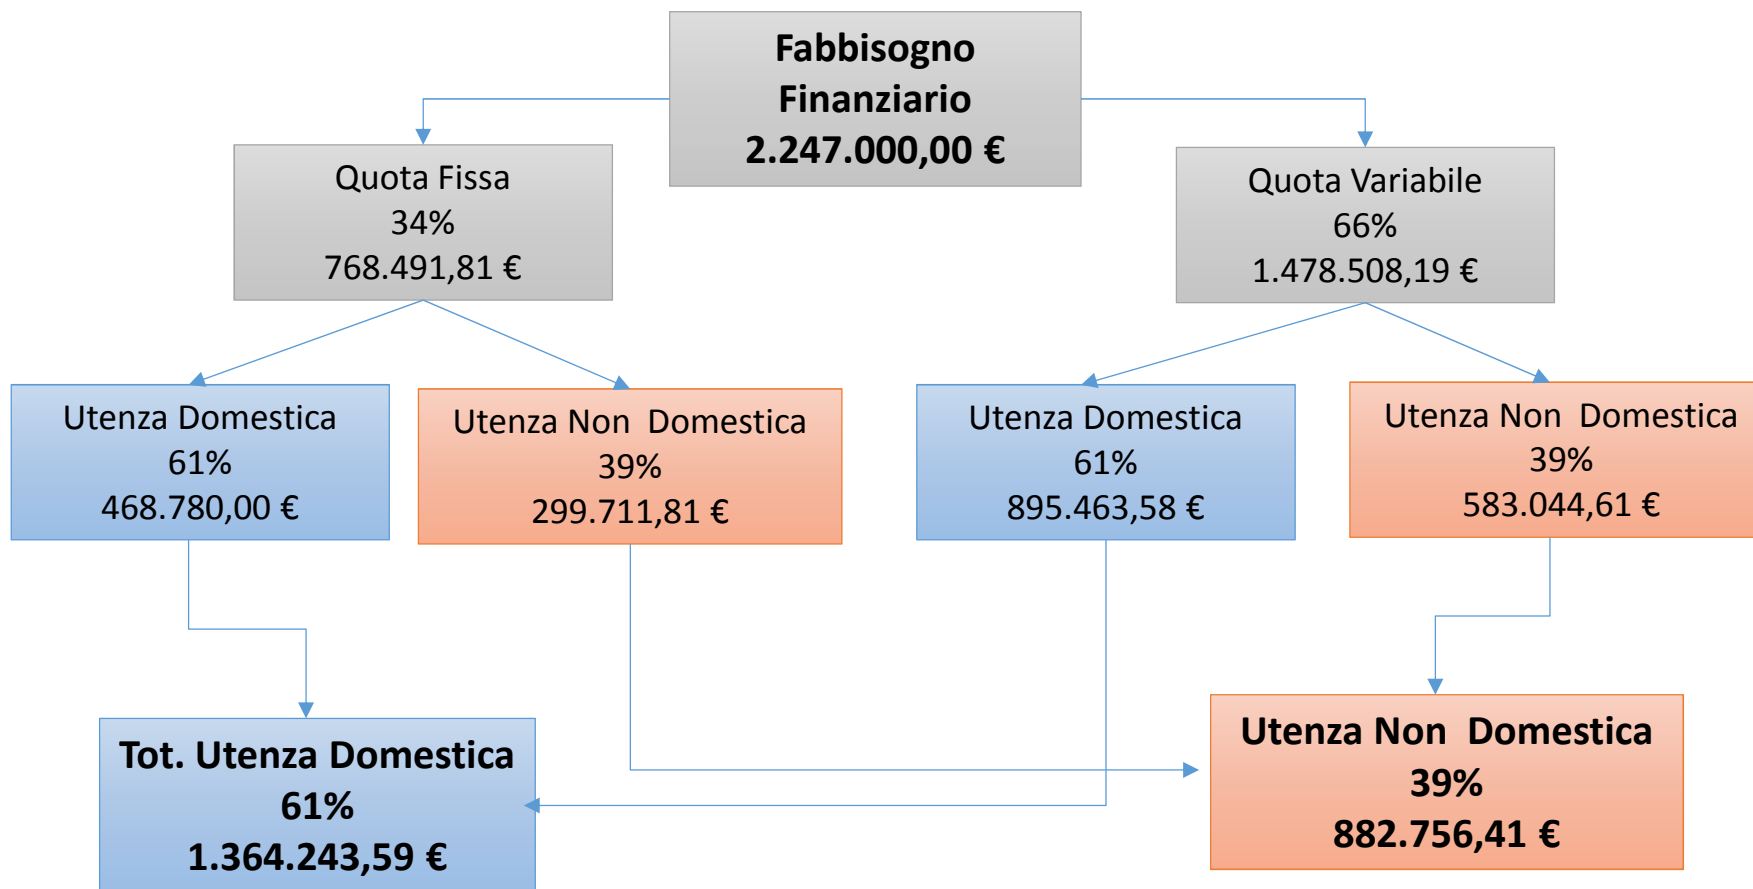 Fabbisogno
Finanziario
2.247.000,00 €
Quota Fissa
34%
768.491,81 €
Quota Variabile
66%
1.478.508,19 €
Utenza Domestica
61%
468.780,00 €
Utenza Non  Domestica
39%
299.711,81 €
Utenza Domestica
61%
895.463,58 €
Utenza Non  Domestica
39%
583.044,61 €
Tot. Utenza Domestica
61%
1.364.243,59 €
Utenza Non  Domestica
39%
882.756,41 €